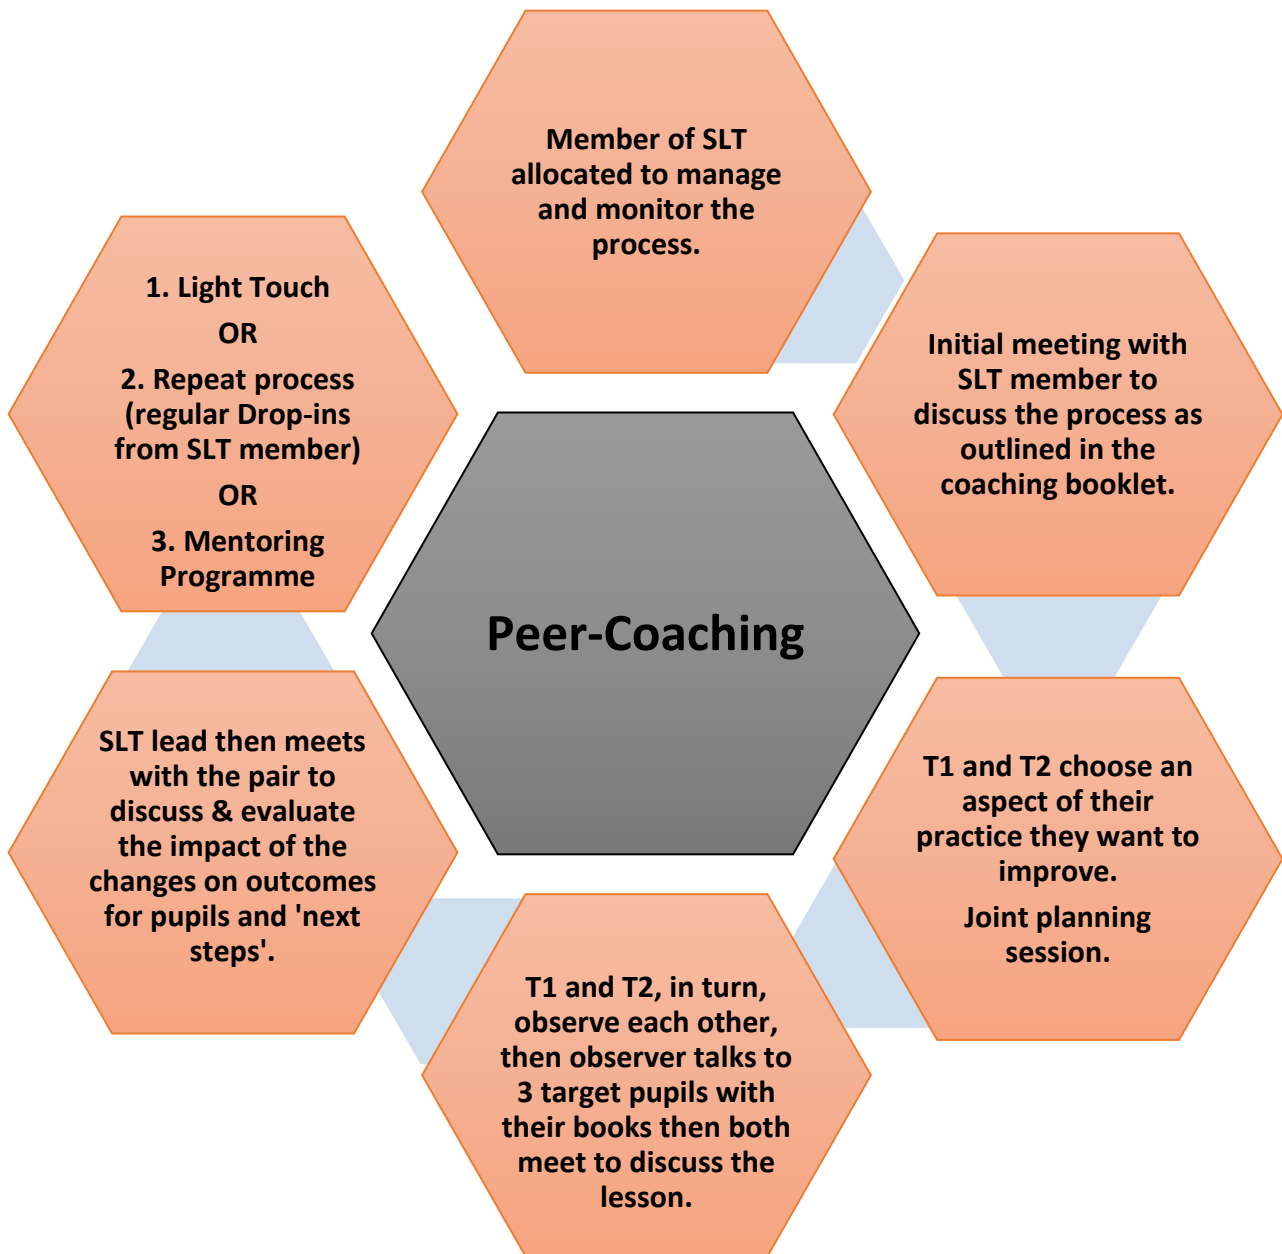 Member of SLT
allocated to manage
and monitor the
process.
Initial meeting with
SLT member to
discuss the process as
outlined in the
coaching booklet.
T1 and T2 choose an
aspect of their
practice they want to
improve.
Joint planning
session.
T1 and T2, in turn,
observe each other,
then observer talks to
3 target pupils with
their books then both
meet to discuss the
lesson.
SLT lead then meets
with the pair to
discuss & evaluate
the impact of the
changes on outcomes
for pupils and 'next
steps'.
1. Light Touch
OR
2. Repeat process
(regular Drop-ins
from SLT member)
OR
3. Mentoring
Programme
Peer-Coaching